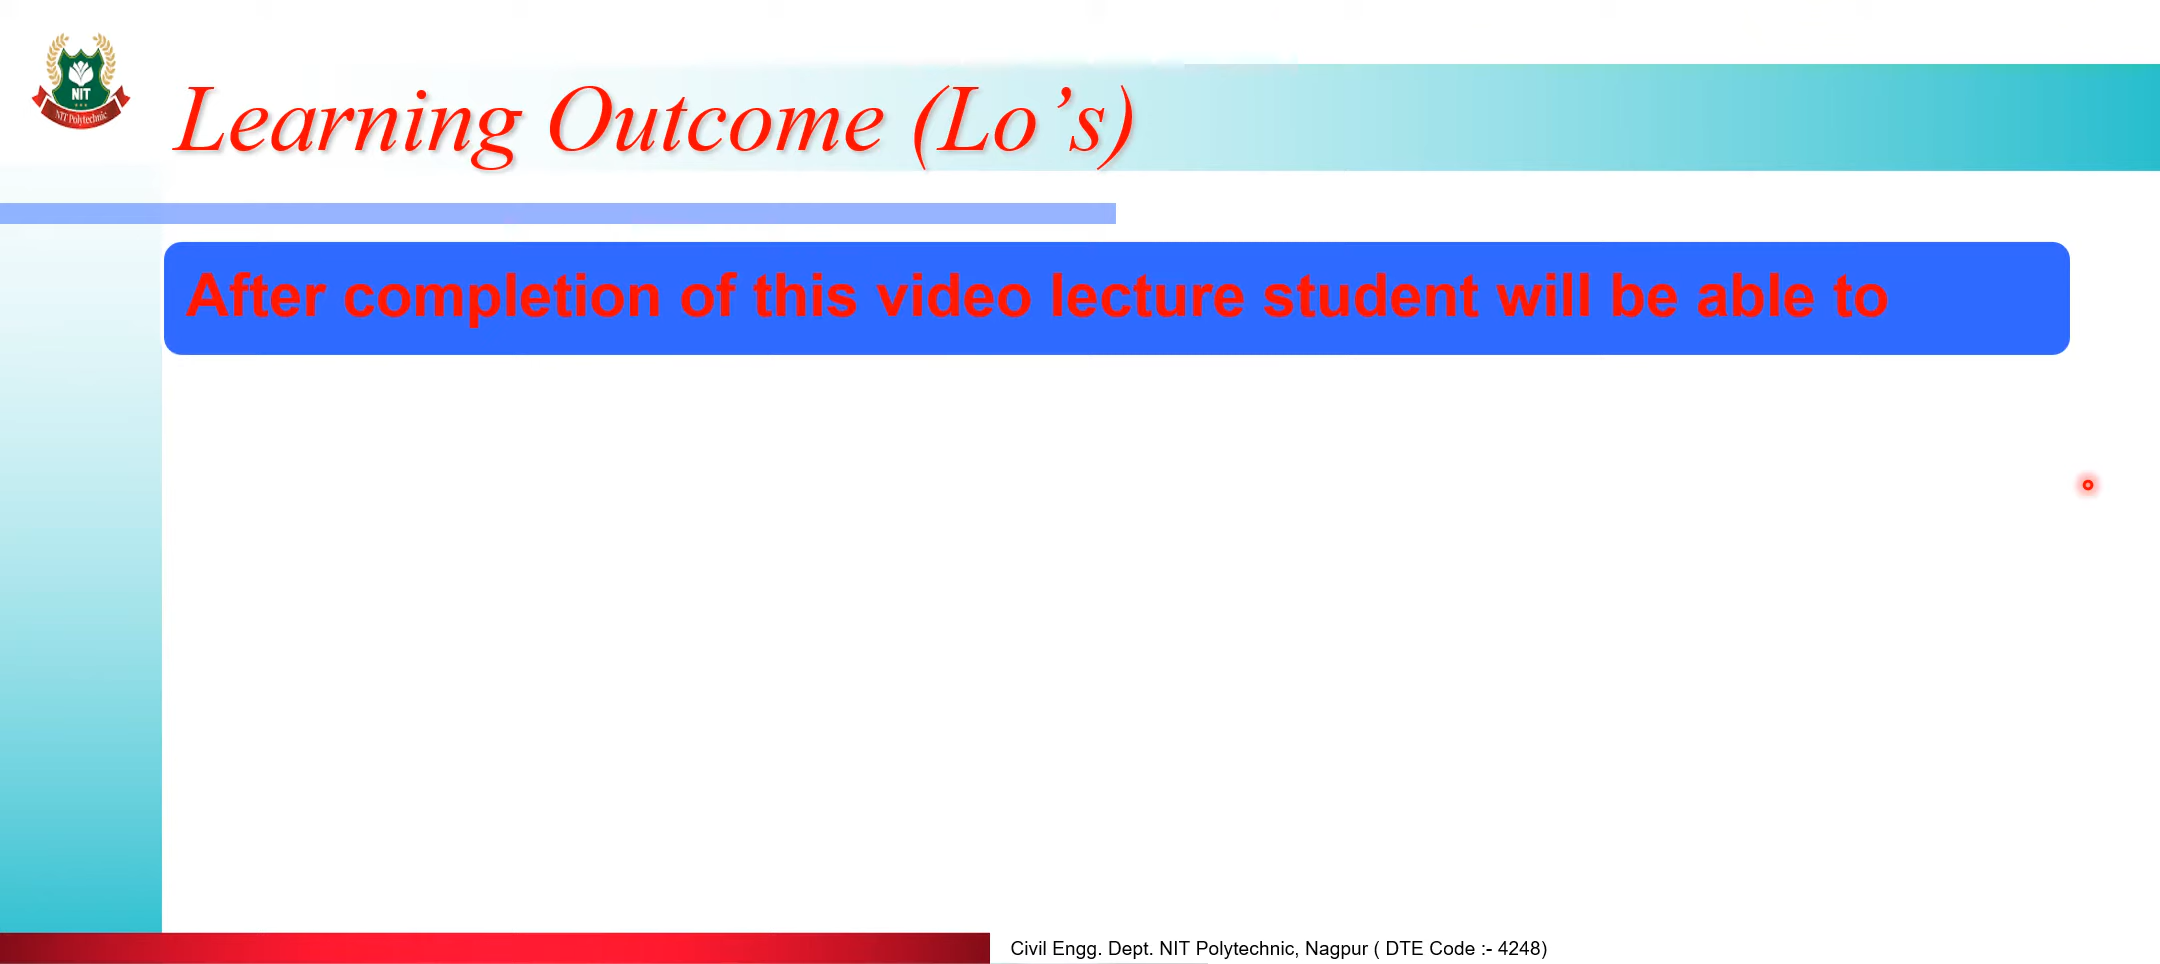 NIT
NIT Polytechnic
Learning Outcome (Lo’s)
After completion of this video lecture student will be able to
Civil Engg. Dept. NIT Polytechnic, Nagpur ( DTE Code :- 4248)